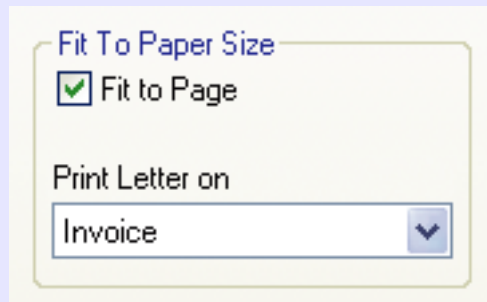 Fit To Paper Size
Fit to Page
Print Letter on
Invoice